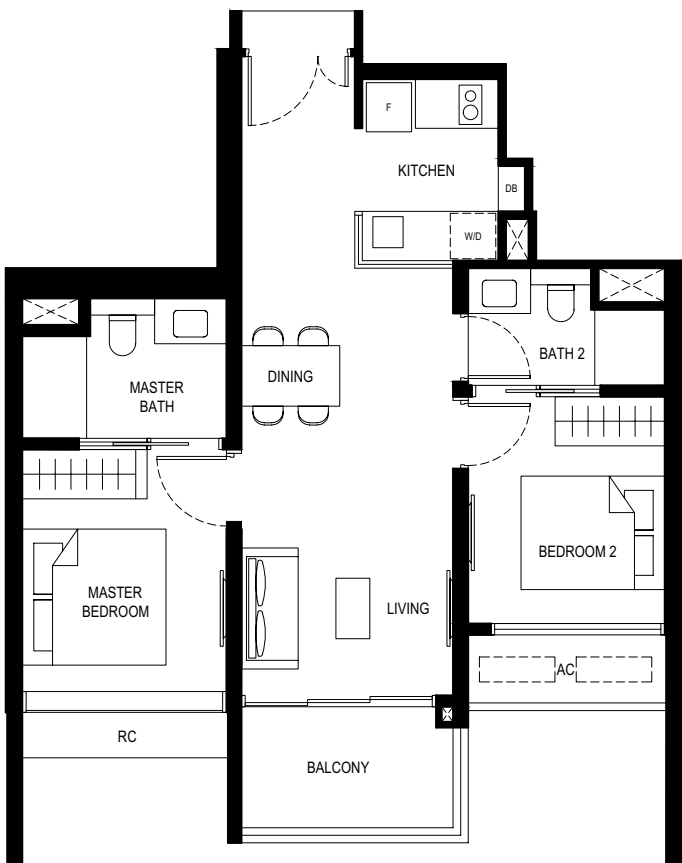 F
KITCHEN
DB
W/D
DINING
BATH 2
MASTER
BATH
BEDROOM 2
MASTER
BEDROOM
LIVING
AC
RC
BALCONY